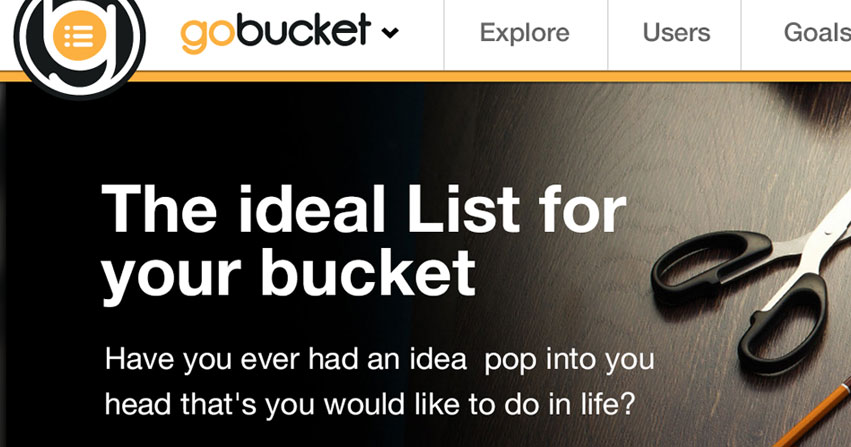 gobucket
Explore
Users
Goals
The ideal List for
your bucket
Have you ever had an idea  pop into you
head that's you would like to do in life?